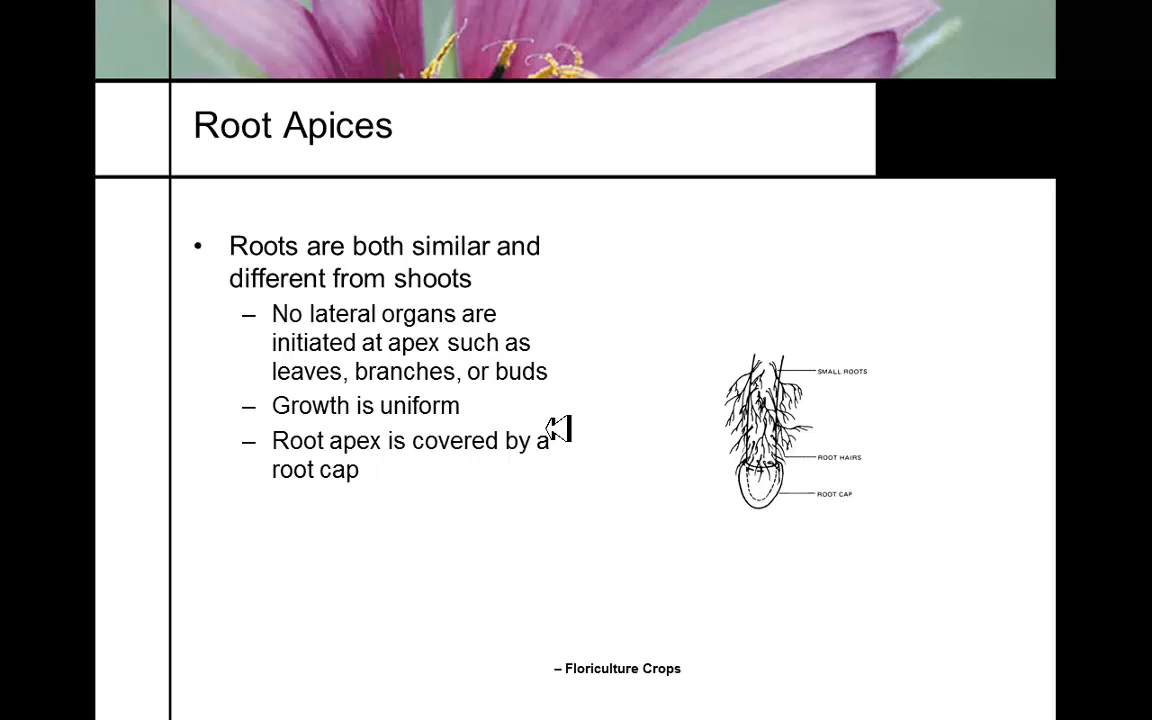 Root Apices
• Roots are both similar and
different from shoots
– No lateral organs are
initiated at apex such as
leaves, branches, or buds
– Growth is uniform
– Root apex is covered by a
root cap
SMALL ROOTS
ROOT HAIRS
ROOT CAP
– Floriculture Crops